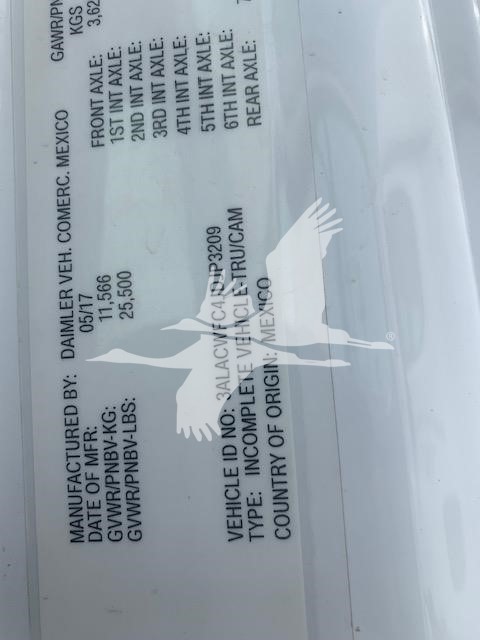 MANUFACTURED BY: DAIMLER VEH. COMERC. MEXICO
DATE OF MFR: 05/17
GVWR/PNBV-KG: 11,566
GVWR/PNBV-LBS: 25,500
GAWR/PN
KGS
3,62
FRONT AXLE:
1ST INT AXLE:
2ND INT AXLE:
3RD INT AXLE:
4TH INT AXLE:
5TH INT AXLE:
6TH INT AXLE:
REAR AXLE:
VEHICLE ID NO:
TYPE: INCOMPLETE VEHICLE-TRU/CAM
COUNTRY OF ORIGIN: MEXICO